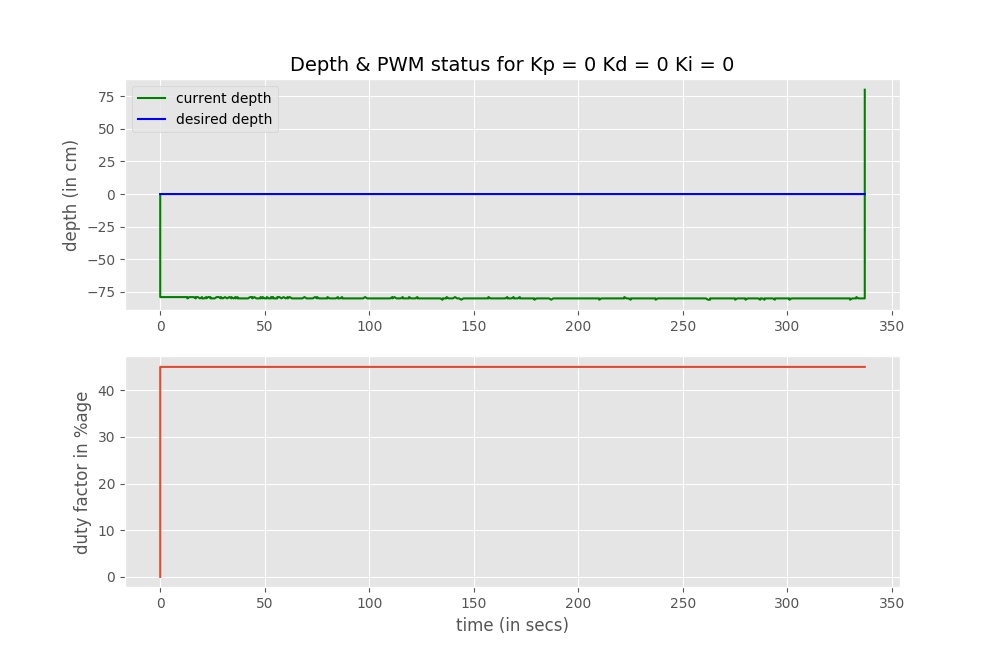 Depth & PWM status for Kp = 0 Kd = 0 Ki = 0
current depth
desired depth
depth (in cm)
75
50
25
0
−25
−50
−75
0 50 100 150 200 250 300 350
duty factor in %age
40
30
20
10
0
0 50 100 150 200 250 300 350
time (in secs)